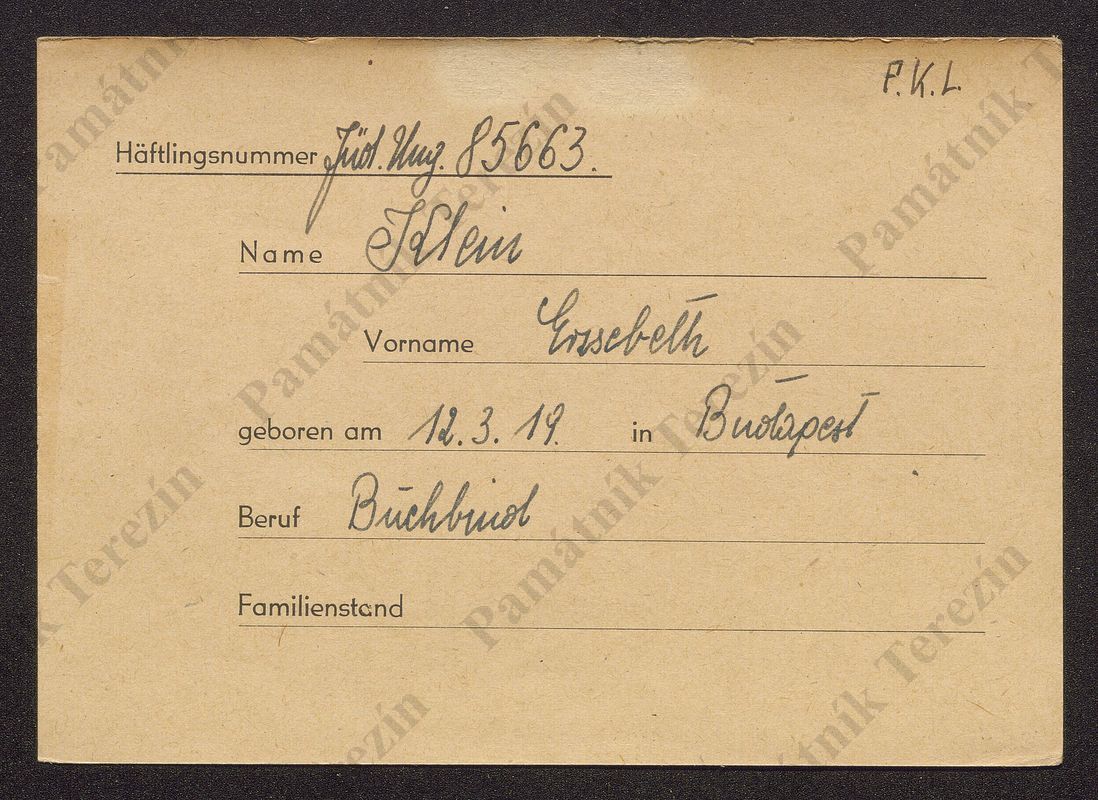 F.K.L.
Häftlingsnummer Jüd. Ung. 85663.
Name Klein
Vorname Erssebeth
geboren am 12.3.19. in Budapest
Beruf Buchbind
Familienstand
Památník Terezín